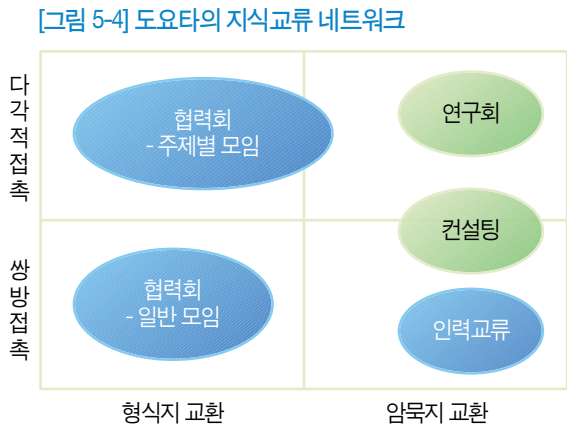 [그림 5-4] 도요타의 지식교류 네트워크
다각적접촉
협력회
- 주제별 모임
연구회
컨설팅
쌍방접촉
협력회
- 일반 모임
인력교류
형식지 교환
암묵지 교환